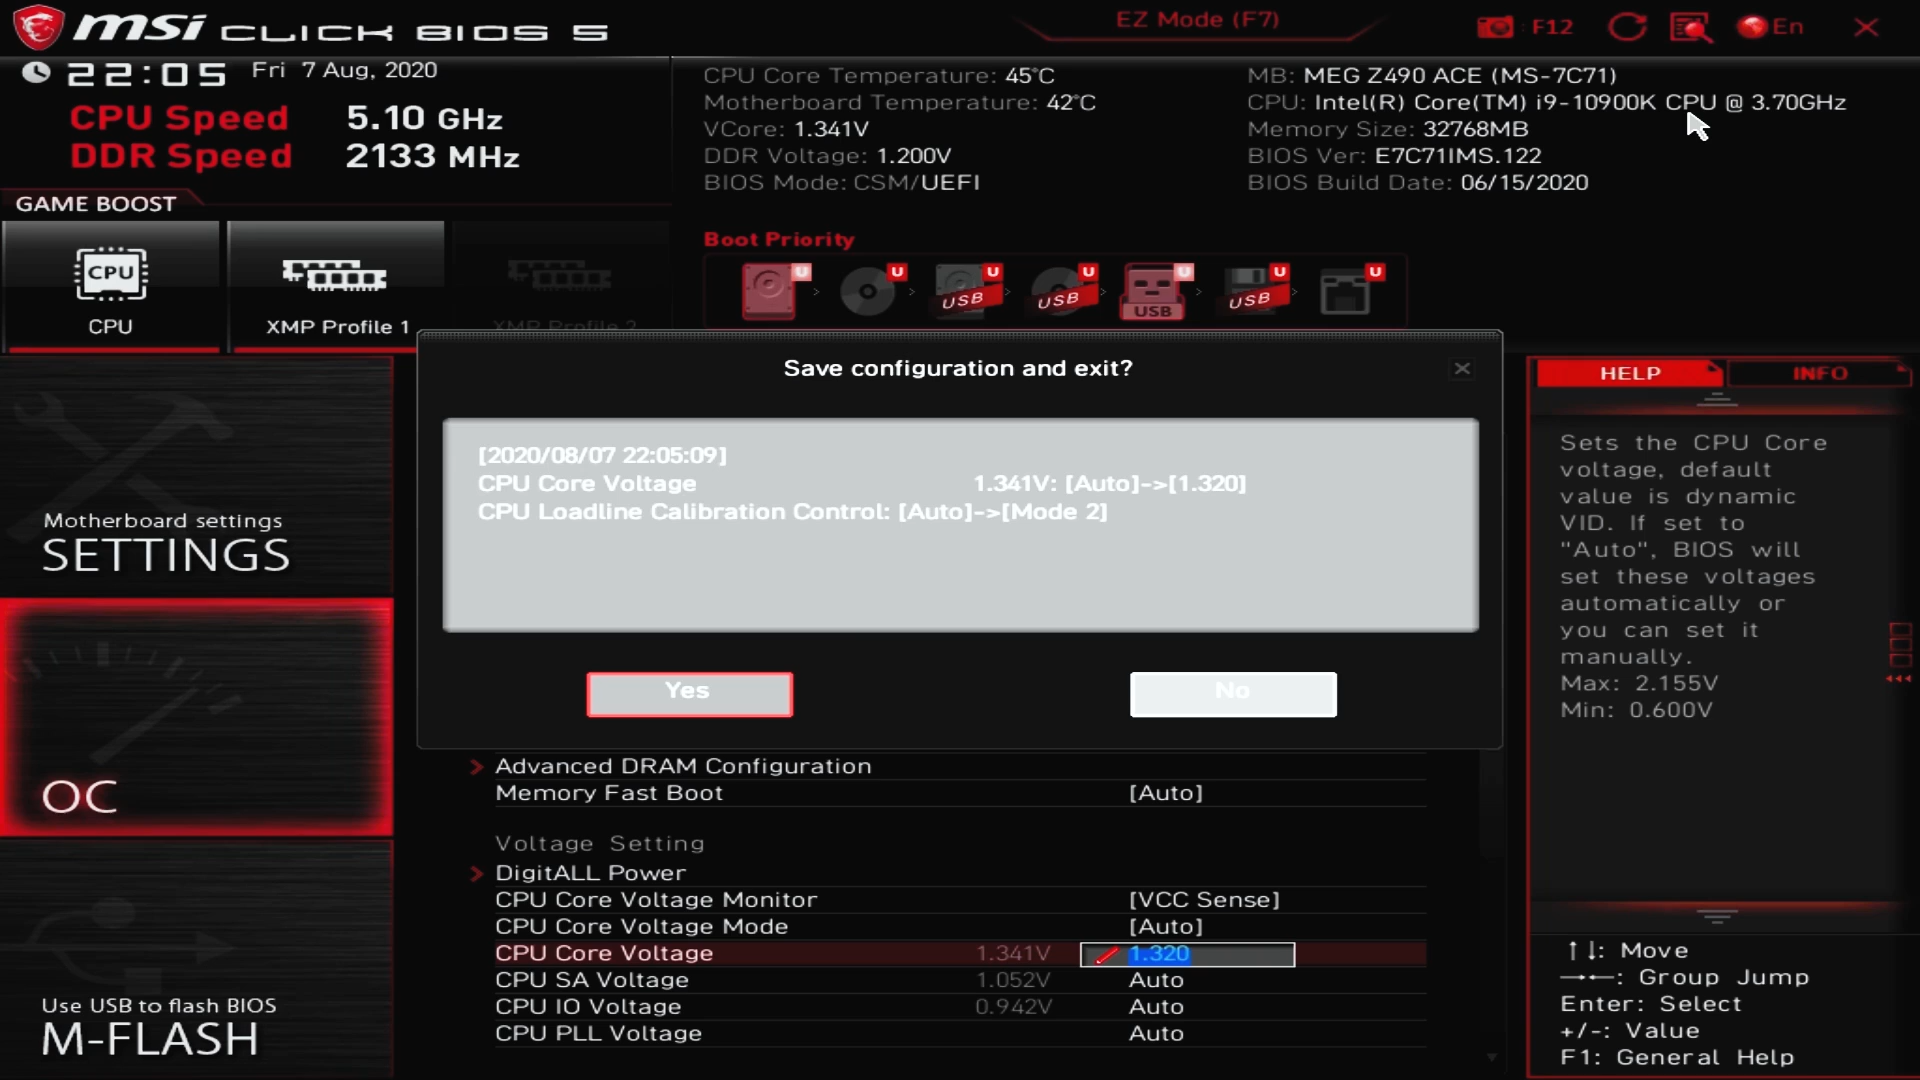 msi CLICK BIOS 5
EZ Mode (F7)
F12
En
22:05
Fri 7 Aug, 2020
CPU Speed 5.10 GHz
DDR Speed 2133 MHz
CPU Core Temperature: 45°C
Motherboard Temperature: 42°C
VCore: 1.341V
DDR Voltage: 1.200V
BIOS Mode: CSM/UEFI
MB: MEG Z490 ACE (MS-7C71)
CPU: Intel(R) Core(TM) i9-10900K CPU @ 3.70GHz
Memory Size: 32768MB
BIOS Ver: E7C71IMS.122
BIOS Build Date: 06/15/2020
GAME BOOST
CPU
CPU
XMP Profile 1
XMP Profile 2
Boot Priority
U U U U U U U
USB USB USB USB
Save configuration and exit?
[2020/08/07 22:05:09]
CPU Core Voltage 1.341V: [Auto]->[1.320]
CPU Loadline Calibration Control: [Auto]->[Mode 2]
Yes No
Motherboard settings
SETTINGS
OC
Use USB to flash BIOS
M-FLASH
Advanced DRAM Configuration
Memory Fast Boot [Auto]
Voltage Setting
DigitALL Power
CPU Core Voltage Monitor [VCC Sense]
CPU Core Voltage Mode [Auto]
CPU Core Voltage 1.341V 1.320
CPU SA Voltage 1.052V Auto
CPU IO Voltage 0.942V Auto
CPU PLL Voltage Auto
HELP INFO
Sets the CPU Core
voltage, default
value is dynamic
VID. If set to
"Auto", BIOS will
set these voltages
automatically or
you can set it
manually.
Max: 2.155V
Min: 0.600V
↑↓: Move
→←: Group Jump
Enter: Select
+/-: Value
F1: General Help